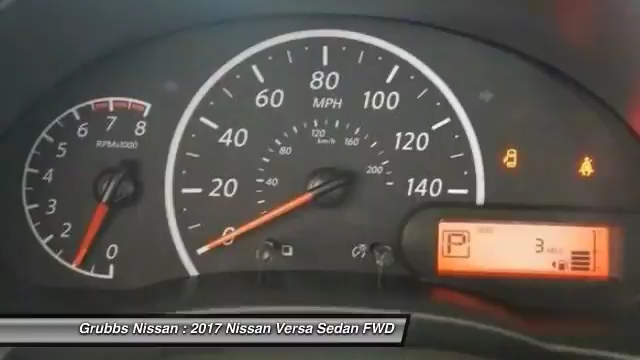 80
60 100
MPH
6 7 8
5 40 120 120
RPMx1000 80 km/h 160
4 200
3 20 40 140
2 0
0 P 3
1
Grubbs Nissan : 2017 Nissan Versa Sedan FWD